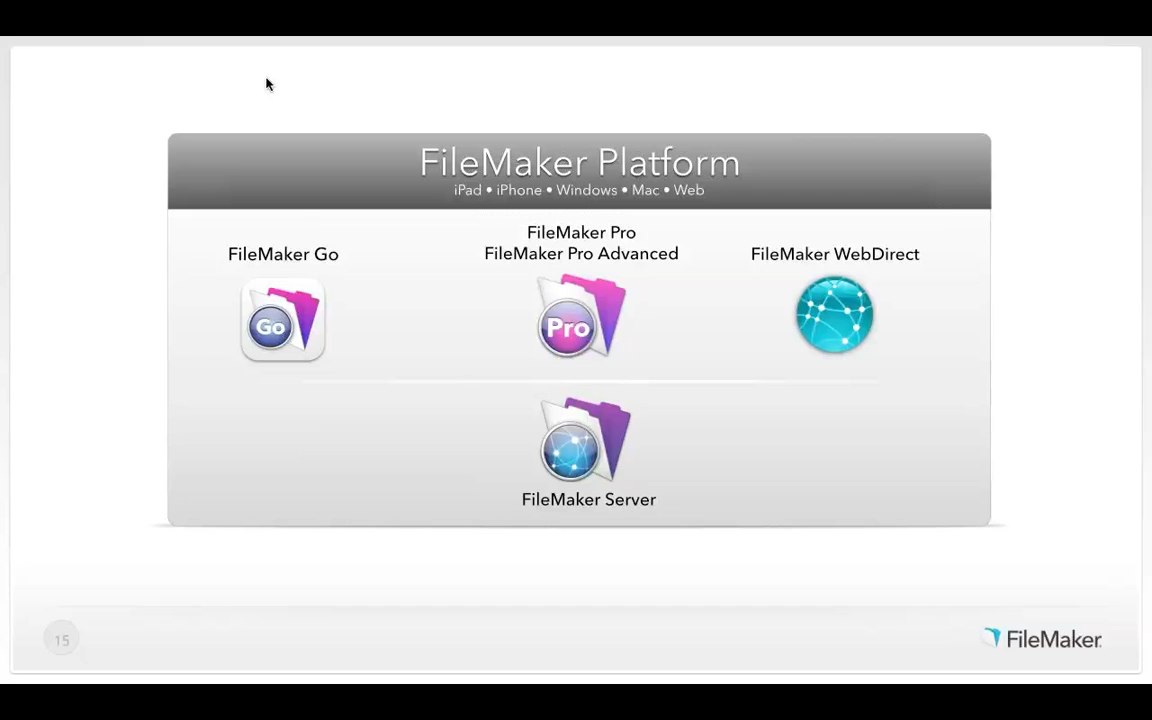 FileMaker Platform
iPad • iPhone • Windows • Mac • Web
FileMaker Go
FileMaker Pro
FileMaker Pro Advanced
FileMaker WebDirect
Go
Pro
FileMaker Server
15
FileMaker